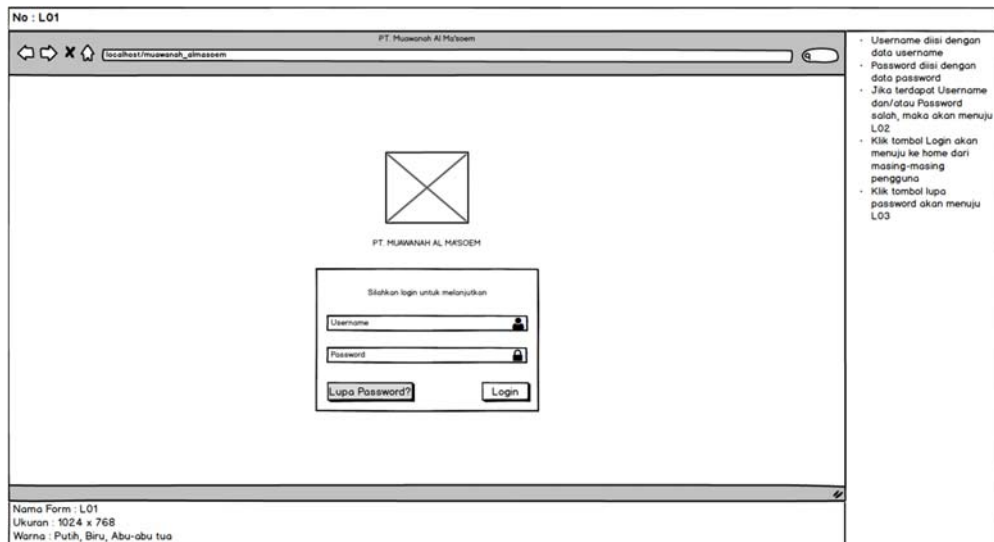 No : L01
PT. Muawanah Al Ma'soem
localhost/muawanah_almasoem
PT. MUAWANAH AL MA'SOEM
Silahkan login untuk melanjutkan
Username
Password
Lupa Password?
Login
· Username diisi dengan
data username
· Password diisi dengan
data password
· Jika terdapat Username
dan/atau Password
salah, maka akan menuju
L02
· Klik tombol Login akan
menuju ke home dari
masing-masing
pengguna
· Klik tombol lupa
password akan menuju
L03
Nama Form : L01
Ukuran : 1024 x 768
Warna : Putih, Biru, Abu-abu tua